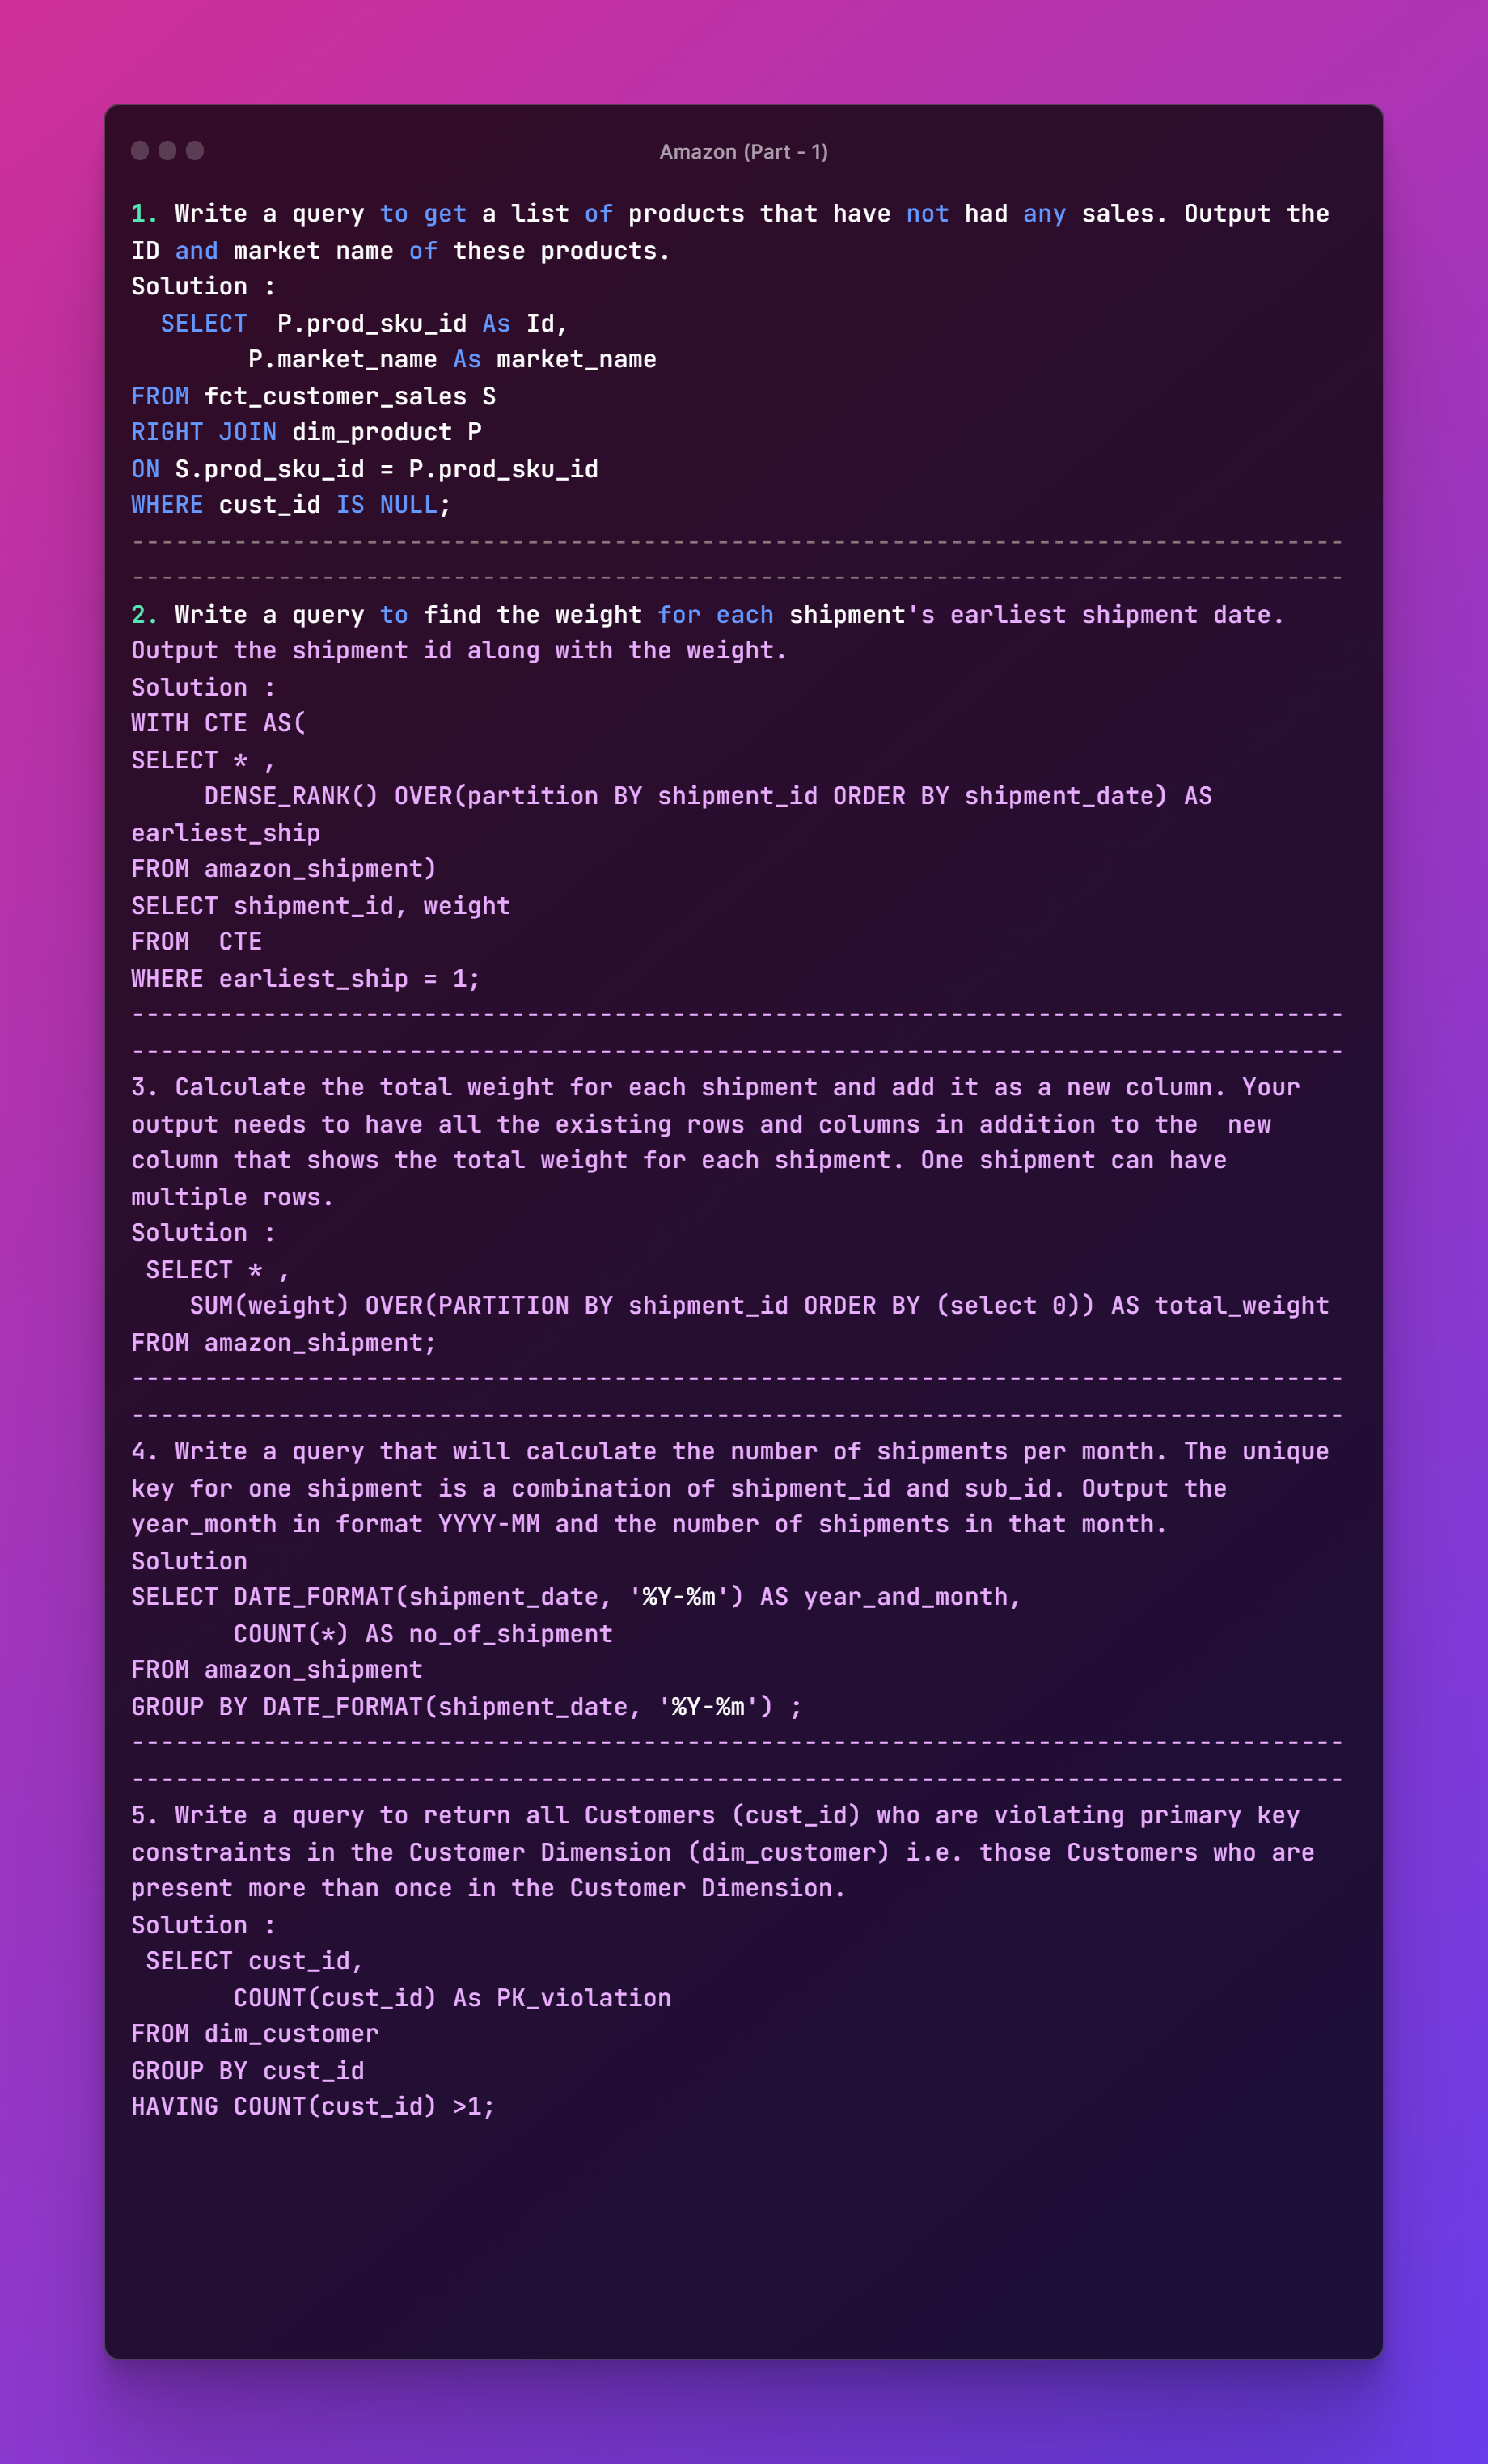 Amazon (Part - 1)
1. Write a query to get a list of products that have not had any sales. Output the
ID and market name of these products.
Solution :
  SELECT  P.prod_sku_id As Id,
        P.market_name As market_name
FROM fct_customer_sales S
RIGHT JOIN dim_product P
ON S.prod_sku_id = P.prod_sku_id
WHERE cust_id IS NULL;
-----------------------------------------------------------------------------------
-----------------------------------------------------------------------------------
2. Write a query to find the weight for each shipment's earliest shipment date.
Output the shipment id along with the weight.
Solution :
WITH CTE AS(
SELECT * ,
     DENSE_RANK() OVER(partition BY shipment_id ORDER BY shipment_date) AS
earliest_ship
FROM amazon_shipment)
SELECT shipment_id, weight
FROM  CTE
WHERE earliest_ship = 1;
-----------------------------------------------------------------------------------
-----------------------------------------------------------------------------------
3. Calculate the total weight for each shipment and add it as a new column. Your
output needs to have all the existing rows and columns in addition to the  new
column that shows the total weight for each shipment. One shipment can have
multiple rows.
Solution :
 SELECT * ,
    SUM(weight) OVER(PARTITION BY shipment_id ORDER BY (select 0)) AS total_weight
FROM amazon_shipment;
-----------------------------------------------------------------------------------
-----------------------------------------------------------------------------------
4. Write a query that will calculate the number of shipments per month. The unique
key for one shipment is a combination of shipment_id and sub_id. Output the
year_month in format YYYY-MM and the number of shipments in that month.
Solution
SELECT DATE_FORMAT(shipment_date, '%Y-%m') AS year_and_month,
       COUNT(*) AS no_of_shipment
FROM amazon_shipment
GROUP BY DATE_FORMAT(shipment_date, '%Y-%m') ;
-----------------------------------------------------------------------------------
-----------------------------------------------------------------------------------
5. Write a query to return all Customers (cust_id) who are violating primary key
constraints in the Customer Dimension (dim_customer) i.e. those Customers who are
present more than once in the Customer Dimension.
Solution :
 SELECT cust_id,
       COUNT(cust_id) As PK_violation
FROM dim_customer
GROUP BY cust_id
HAVING COUNT(cust_id) >1;